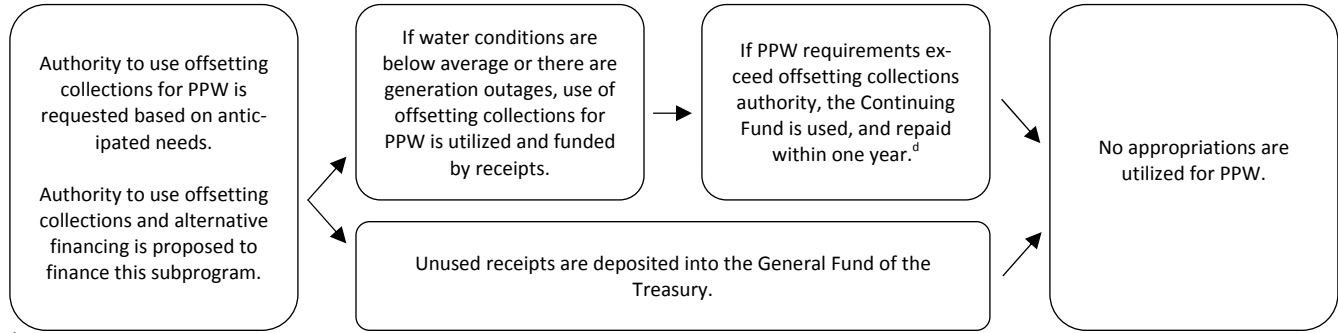 Authority to use offsetting
collections for PPW is
requested based on antic-
ipated needs.
Authority to use offsetting
collections and alternative
financing is proposed to
finance this subprogram.
If water conditions are
below average or there are
generation outages, use of
offsetting collections for
PPW is utilized and funded
by receipts.
If PPW requirements ex-
ceed offsetting collections
authority, the Continuing
Fund is used, and repaid
within one year.d
Unused receipts are deposited into the General Fund of the
Treasury.
No appropriations are
utilized for PPW.